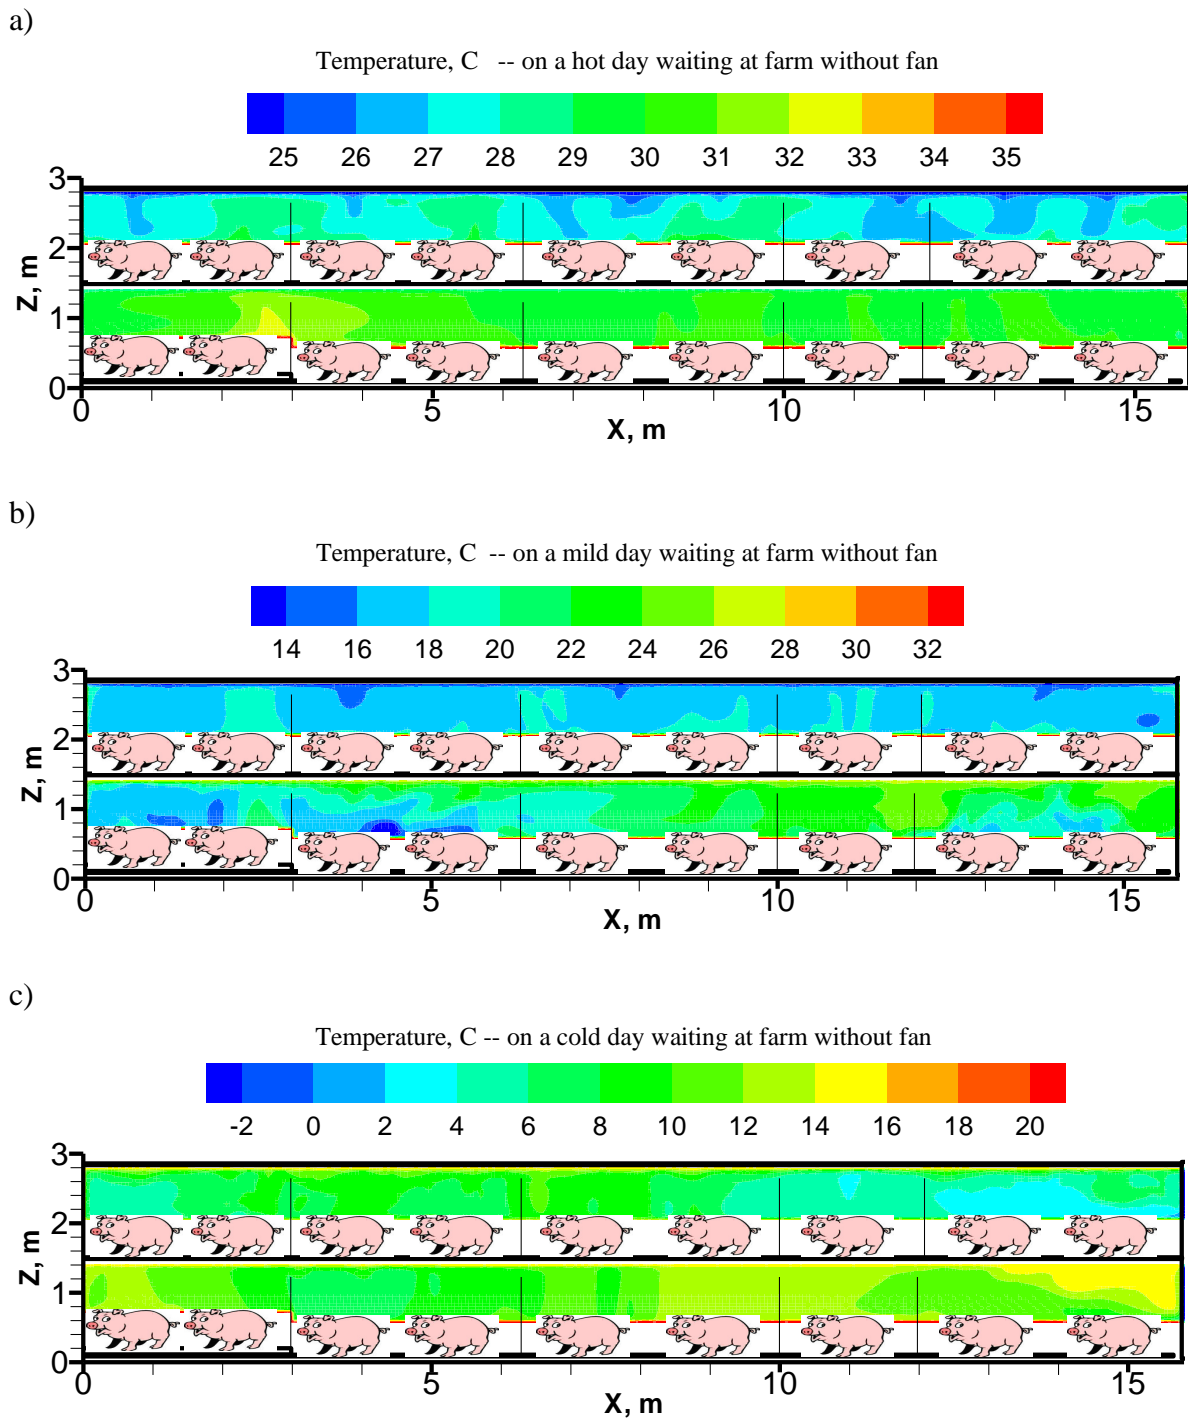 a)
Temperature, C -- on a hot day waiting at farm without fan
25 26 27 28 29 30 31 32 33 34 35
3
2
1
0
Z, m
0 5 10 15
X, m
b)
Temperature, C -- on a mild day waiting at farm without fan
14 16 18 20 22 24 26 28 30 32
3
2
1
0
Z, m
0 5 10 15
X, m
c)
Temperature, C -- on a cold day waiting at farm without fan
-2 0 2 4 6 8 10 12 14 16 18 20
3
2
1
0
Z, m
0 5 10 15
X, m